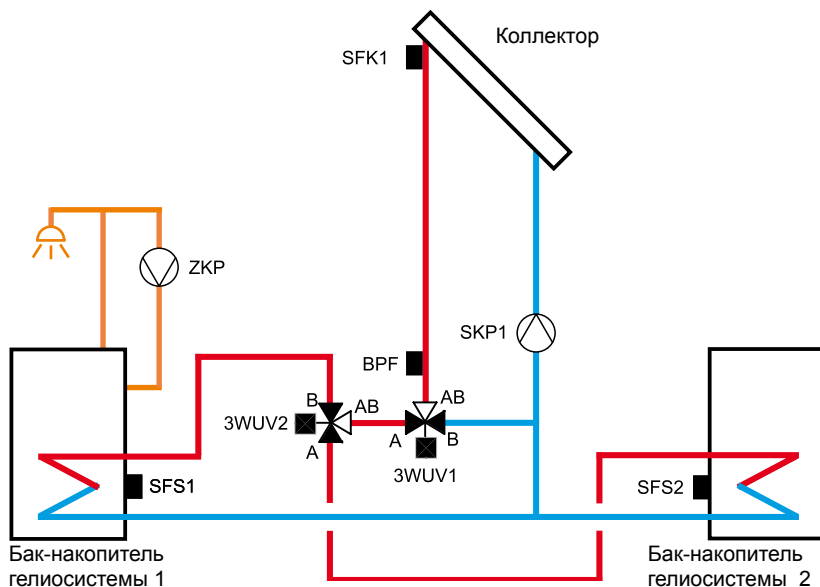 Коллектор
SFK1
ZKP
SKP1
BPF
B
AB
AB
3WUV2
A
B
A
3WUV1
SFS1
SFS2
Бак-накопитель
гелиосистемы 1
Бак-накопитель
гелиосистемы 2